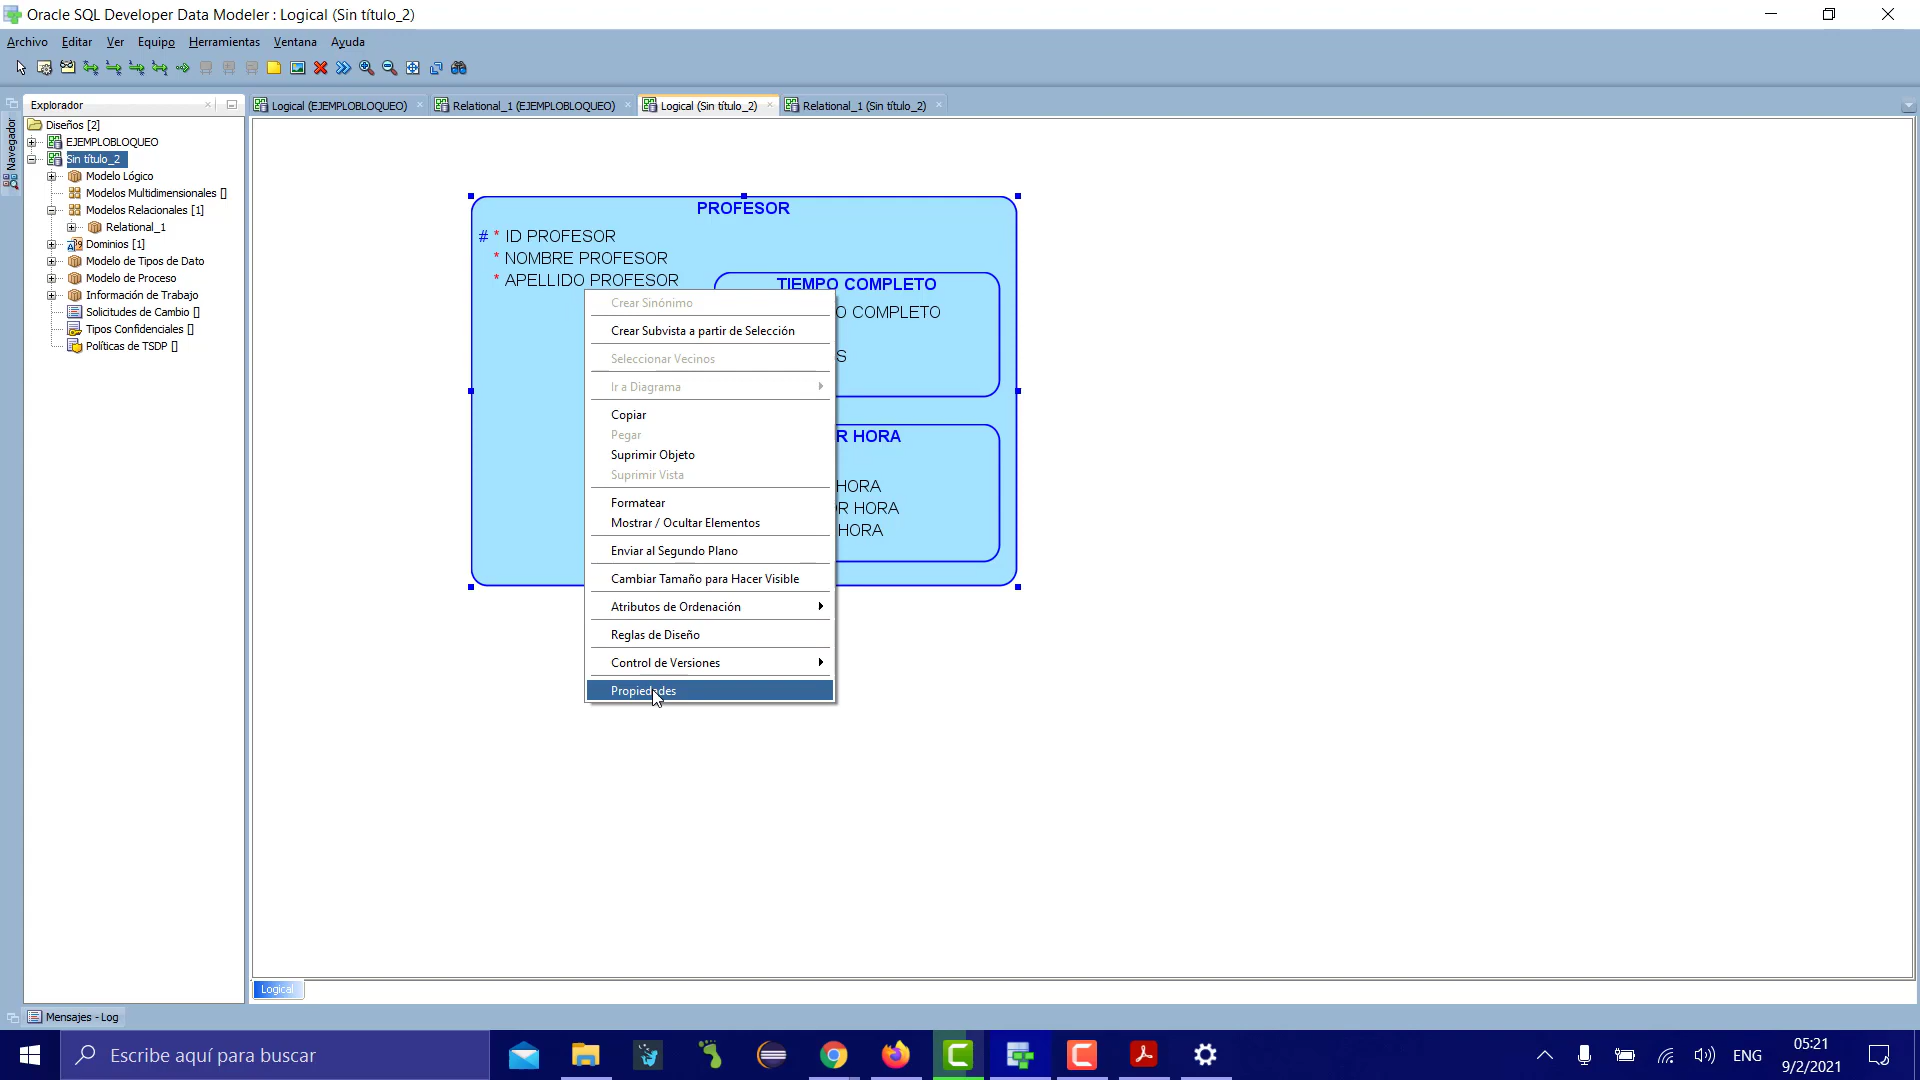 Oracle SQL Developer Data Modeler : Logical (Sin título_2)
Archivo Editar Ver Equipo Herramientas Ventana Ayuda
Navegador
Explorador
Diseños [2]
EJEMPLOBLOQUEO
Sin título_2
Modelo Lógico
Modelos Multidimensionales []
Modelos Relacionales [1]
Relational_1
Dominios [1]
Modelo de Tipos de Dato
Modelo de Proceso
Información de Trabajo
Solicitudes de Cambio []
Tipos Confidenciales []
Políticas de TSDP []
Logical (EJEMPLOBLOQUEO) Relational_1 (EJEMPLOBLOQUEO) Logical (Sin título_2) Relational_1 (Sin título_2)
PROFESOR
# * ID PROFESOR
* NOMBRE PROFESOR
* APELLIDO PROFESOR
TIEMPO COMPLETO
O COMPLETO
S
R HORA
HORA
R HORA
HORA
Crear Sinónimo
Crear Subvista a partir de Selección
Seleccionar Vecinos
Ir a Diagrama
Copiar
Pegar
Suprimir Objeto
Suprimir Vista
Formatear
Mostrar / Ocultar Elementos
Enviar al Segundo Plano
Cambiar Tamaño para Hacer Visible
Atributos de Ordenación
Reglas de Diseño
Control de Versiones
Propiedades
Logical
Mensajes - Log
Escribe aquí para buscar
ENG
05:21
9/2/2021